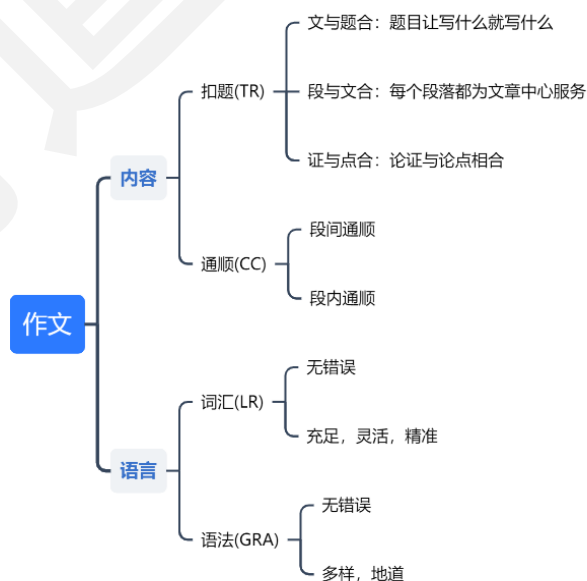 文与题合：题目让写什么就写什么
扣题(TR)
段与文合：每个段落都为文章中心服务
证与点合：论证与论点相合
内容
段间通顺
通顺(CC)
段内通顺
作文
无错误
词汇(LR)
充足，灵活，精准
语言
无错误
语法(GRA)
多样，地道